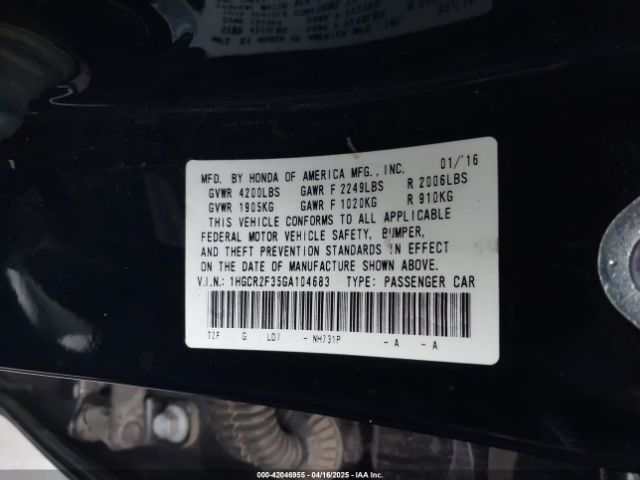 MFD. BY HONDA OF AMERICA MFG., INC. 01/'16
GVWR 4200LBS GAWR F 2249LBS R 2006LBS
GVWR 1905KG GAWR F 1020KG R 910KG
THIS VEHICLE CONFORMS TO ALL APPLICABLE
FEDERAL MOTOR VEHICLE SAFETY, BUMPER,
AND THEFT PREVENTION STANDARDS IN EFFECT
ON THE DATE OF MANUFACTURE SHOWN ABOVE.
V.I.N.: 1HGCR2F35GA104683 TYPE: PASSENGER CAR
T2F G LD7 - NH731P - A - A
000-42046955 - 04/16/2025 - IAAI.COM